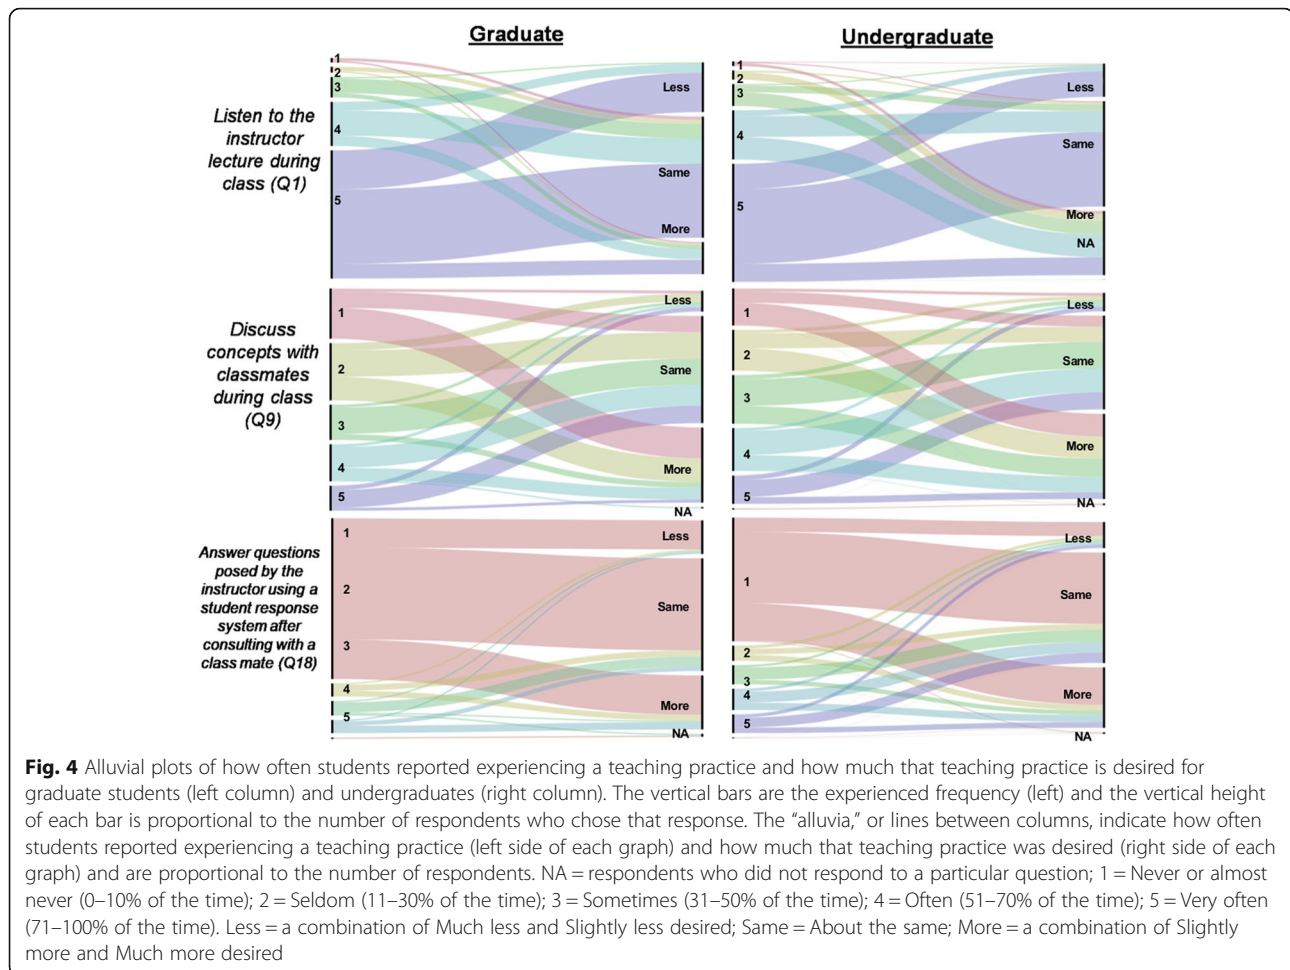 Graduate
Undergraduate
Listen to the
instructor
lecture during
class (Q1)
1
2
3
4
5
Less
Same
More
1
2
3
4
5
Less
Same
More
NA
Discuss
concepts with
classmates
during class
(Q9)
1
2
3
4
5
Less
Same
More
NA
1
2
3
4
5
Less
Same
More
NA
Answer questions
posed by the
instructor using a
student response
system after
consulting with a
class mate (Q18)
1
2
3
4
5
Less
Same
More
NA
1
2
3
4
5
Less
Same
More
NA
Fig. 4 Alluvial plots of how often students reported experiencing a teaching practice and how much that teaching practice is desired for
graduate students (left column) and undergraduates (right column). The vertical bars are the experienced frequency (left) and the vertical height
of each bar is proportional to the number of respondents who chose that response. The “alluvia,” or lines between columns, indicate how often
students reported experiencing a teaching practice (left side of each graph) and how much that teaching practice was desired (right side of each
graph) and are proportional to the number of respondents. NA = respondents who did not respond to a particular question; 1 = Never or almost
never (0–10% of the time); 2 = Seldom (11–30% of the time); 3 = Sometimes (31–50% of the time); 4 = Often (51–70% of the time); 5 = Very often
(71–100% of the time). Less = a combination of Much less and Slightly less desired; Same = About the same; More = a combination of Slightly
more and Much more desired